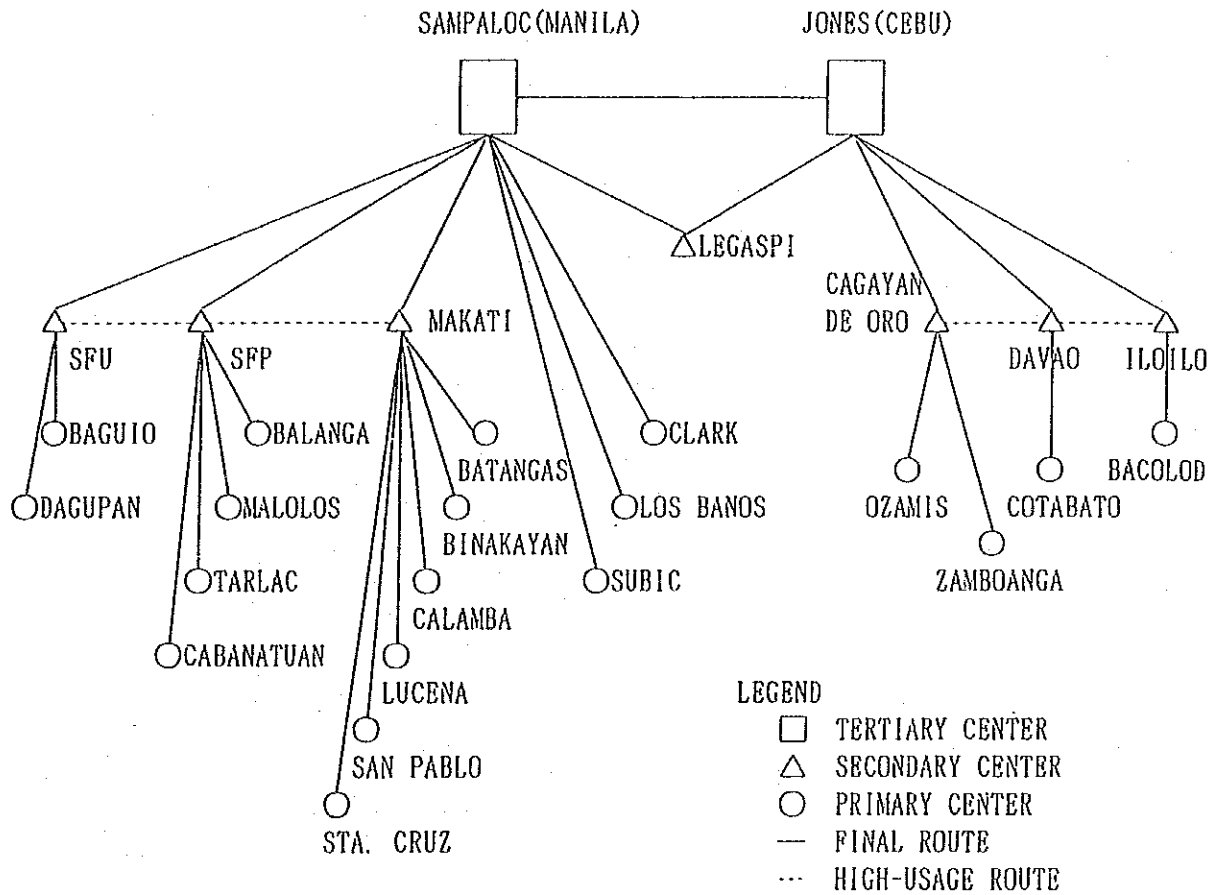 SAMPALOC(MANILA)
JONES(CEBU)
LEGASPI
CAGAYAN
DE ORO
MAKATI
SFU
SFP
DAVAO
ILOILO
BAGUIO
BALANGA
CLARK
BATANGAS
BACOLOD
DAGUPAN
MALOLOS
LOS BANOS
OZAMIS
COTABATO
BINAKAYAN
TARLAC
SUBIC
ZAMBOANGA
CALAMBA
CABANATUAN
LUCENA
SAN PABLO
STA. CRUZ
LEGEND
TERTIARY CENTER
SECONDARY CENTER
PRIMARY CENTER
FINAL ROUTE
HIGH-USAGE ROUTE